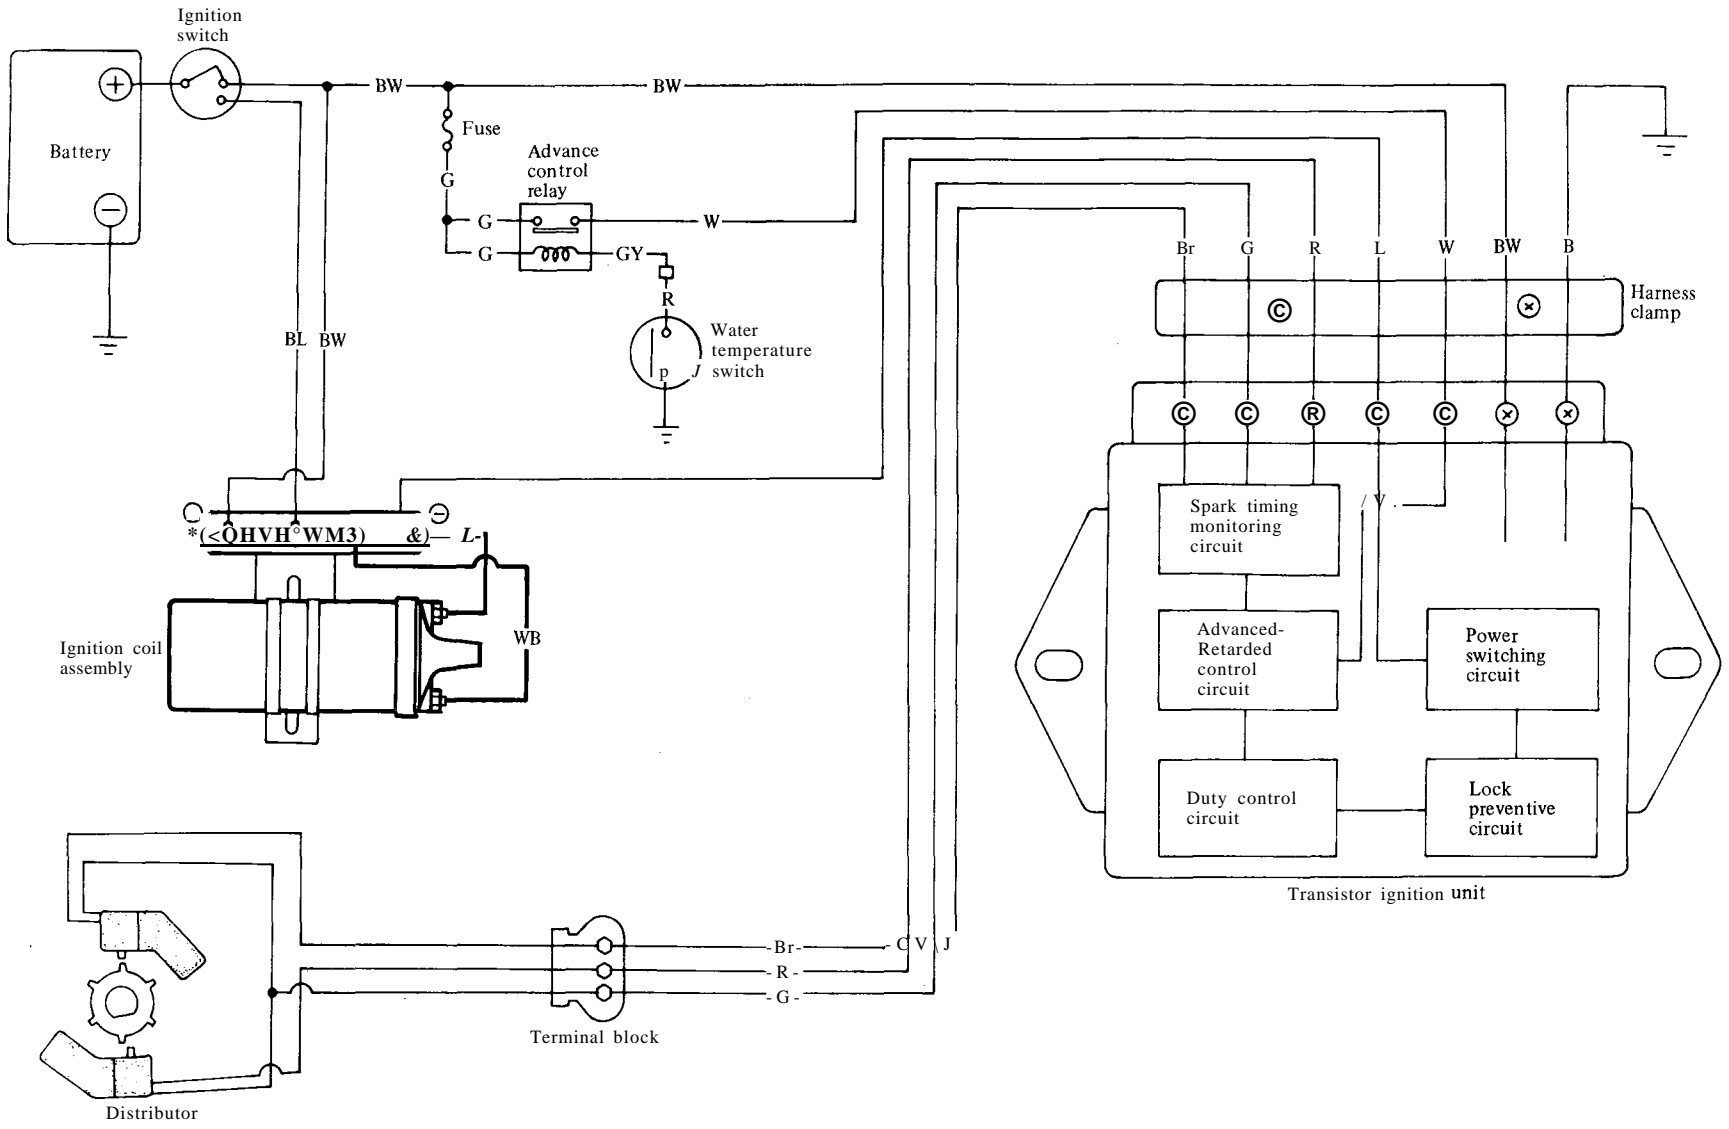 Ignition
switch
BW
BW
Battery
Fuse
G
Advance
control
relay
G
W
G
GY
R
Water
temperature
switch
p J
BL BW
Br G R L W BW B
C
Harness
clamp
C C R C C
*(<OHVH°WM3) &)— L-
/ V .
Spark timing
monitoring
circuit
Ignition coil
assembly
WB
Advanced-
Retarded
control
circuit
Power
switching
circuit
Duty control
circuit
Lock
preventive
circuit
Transistor ignition unit
-Br- - C V \ J
- R -
- G -
Terminal block
Distributor